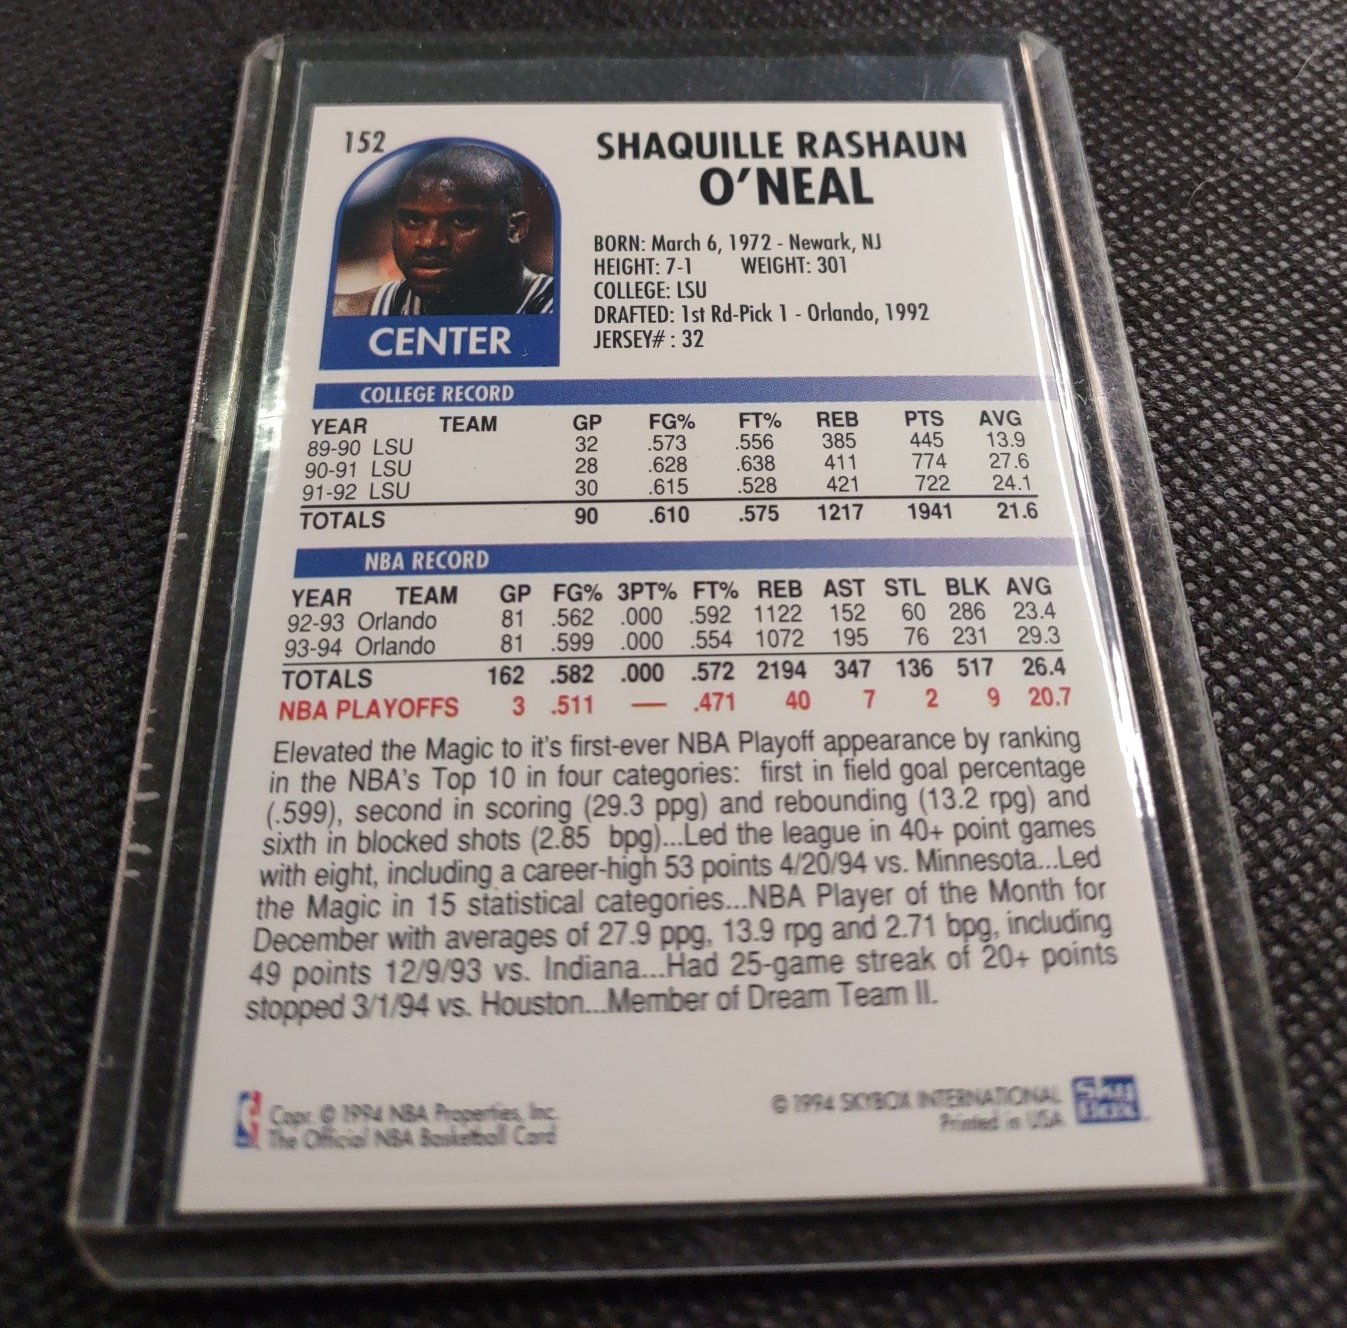 152
SHAQUILLE RASHAUN
O'NEAL
BORN: March 6, 1972 - Newark, NJ
HEIGHT: 7-1 WEIGHT: 301
COLLEGE: LSU
DRAFTED: 1st Rd-Pick 1 - Orlando, 1992
JERSEY# : 32
CENTER
COLLEGE RECORD
YEAR TEAM GP FG% FT% REB PTS AVG
89-90 LSU 32 .573 .556 385 445 13.9
90-91 LSU 28 .628 .638 411 774 27.6
91-92 LSU 30 .615 .528 421 722 24.1
TOTALS 90 .610 .575 1217 1941 21.6
NBA RECORD
YEAR TEAM GP FG% 3PT% FT% REB AST STL BLK AVG
92-93 Orlando 81 .562 .000 .592 1122 152 60 286 23.4
93-94 Orlando 81 .599 .000 .554 1072 195 76 231 29.3
TOTALS 162 .582 .000 .572 2194 347 136 517 26.4
NBA PLAYOFFS 3 .511 — .471 40 7 2 9 20.7
Elevated the Magic to it's first-ever NBA Playoff appearance by ranking
in the NBA's Top 10 in four categories: first in field goal percentage
(.599), second in scoring (29.3 ppg) and rebounding (13.2 rpg) and
sixth in blocked shots (2.85 bpg)...Led the league in 40+ point games
with eight, including a career-high 53 points 4/20/94 vs. Minnesota...Led
the Magic in 15 statistical categories...NBA Player of the Month for
December with averages of 27.9 ppg, 13.9 rpg and 2.71 bpg, including
49 points 12/9/93 vs. Indiana...Had 25-game streak of 20+ points
stopped 3/1/94 vs. Houston...Member of Dream Team II.
Copr. © 1994 NBA Properties, Inc.
The Official NBA Basketball Card
© 1994 SKYBOX INTERNATIONAL
Printed in USA
SkyBox